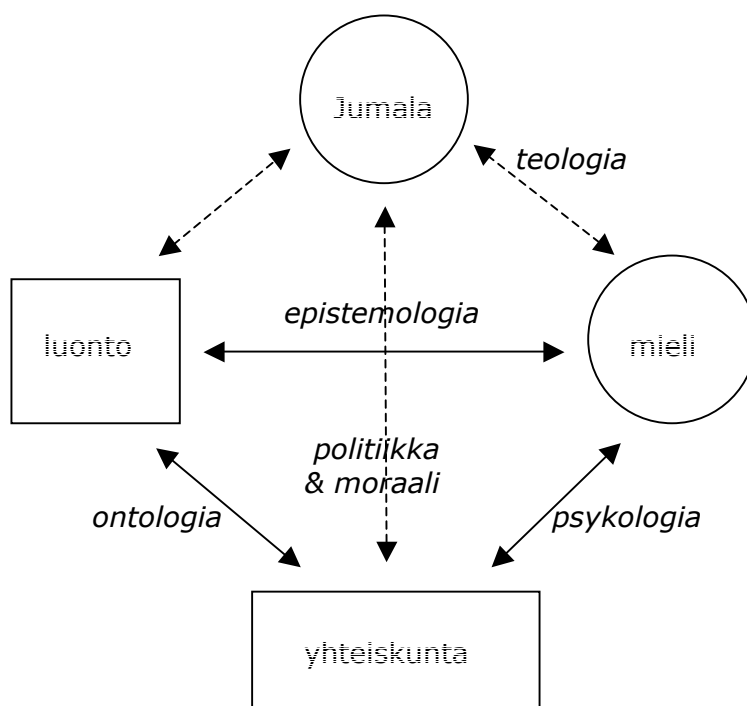 Jumala
teologia
epistemologia
luonto
mieli
politiikka
& moraali
ontologia
psykologia
yhteiskunta